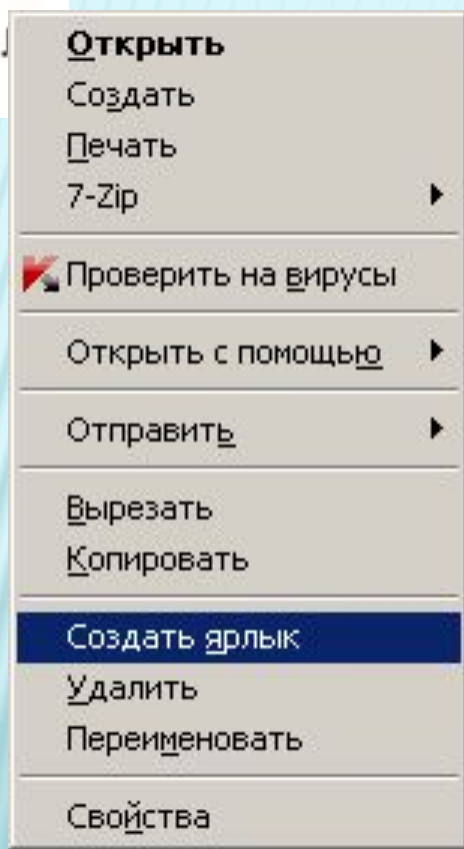 Открыть
Создать
Печать
7-Zip
Проверить на вирусы
Открыть с помощью
Отправить
Вырезать
Копировать
Создать ярлык
Удалить
Переименовать
Свойства